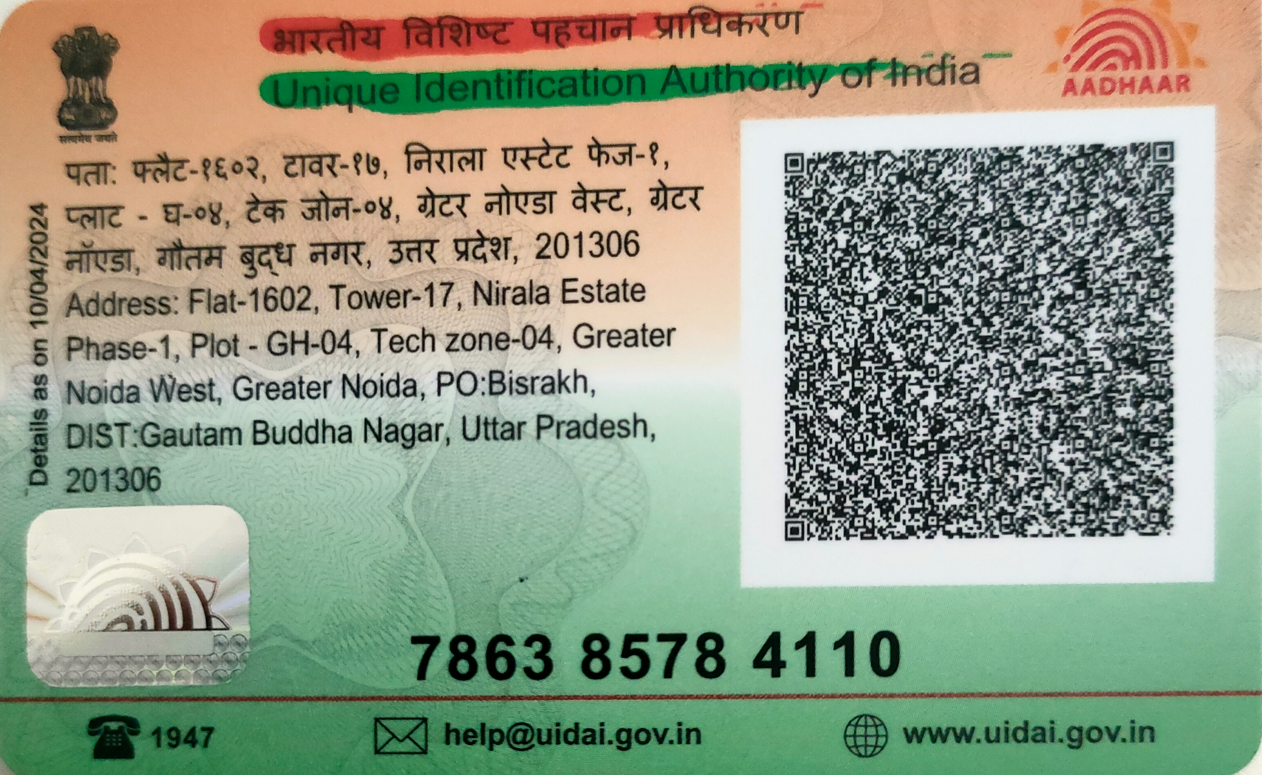 भारतीय विशिष्ट पहचान प्राधिकरण
Unique Identification Authority of India
AADHAAR
सत्यमेव जयते
पता: फ्लैट-१६०२, टावर-१७, निराला एस्टेट फेज-१,
प्लाट - घ-०४, टेक जोन-०४, ग्रेटर नोएडा वेस्ट, ग्रेटर
नॉएडा, गौतम बुद्ध नगर, उत्तर प्रदेश, 201306
Address: Flat-1602, Tower-17, Nirala Estate
Phase-1, Plot - GH-04, Tech zone-04, Greater
Noida West, Greater Noida, PO:Bisrakh,
DIST:Gautam Buddha Nagar, Uttar Pradesh,
201306
Details as on 10/04/2024
7863 8578 4110
1947
help@uidai.gov.in
www.uidai.gov.in